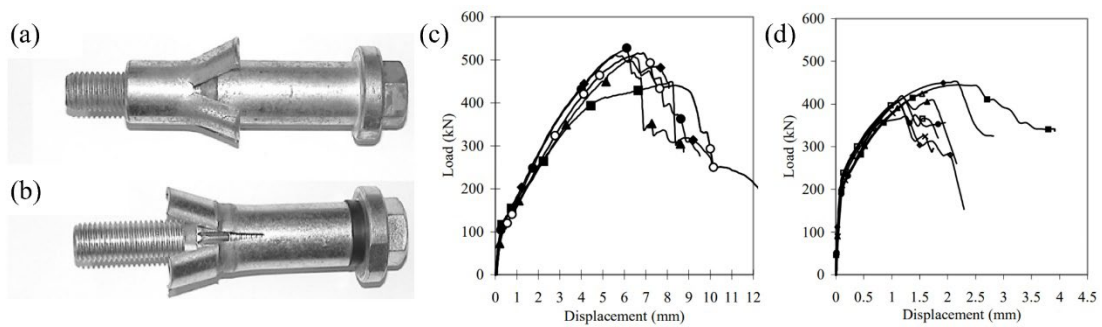 (a)
(b)
(c)
Load (kN)
600
500
400
300
200
100
0
0 1 2 3 4 5 6 7 8 9 10 11 12
Displacement (mm)
(d)
Load (kN)
600
500
400
300
200
100
0
0 0.5 1 1.5 2 2.5 3 3.5 4 4.5
Displacement (mm)